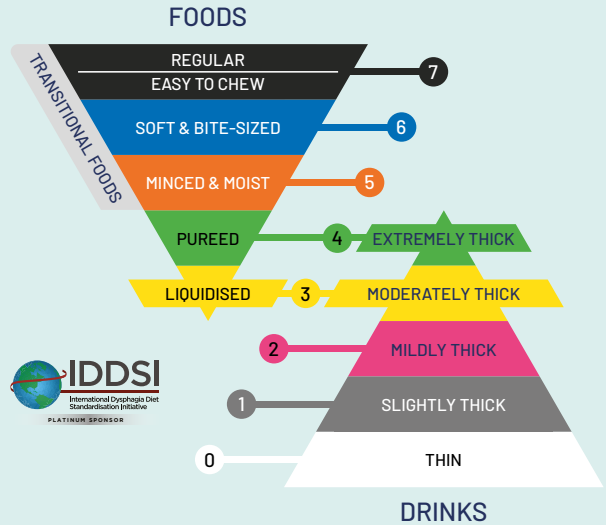 FOODS
TRANSITIONAL FOODS
REGULAR
EASY TO CHEW
7
SOFT & BITE-SIZED
6
MINCED & MOIST
5
PUREED
4
EXTREMELY THICK
LIQUIDISED
3
MODERATELY THICK
2
MILDLY THICK
IDDSI
International Dysphagia Diet
Standardisation Initiative
PLATINUM SPONSOR
1
SLIGHTLY THICK
0
THIN
DRINKS